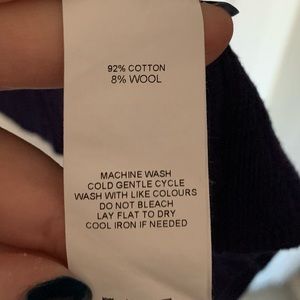 92% COTTON
8% WOOL
MACHINE WASH
COLD GENTLE CYCLE
WASH WITH LIKE COLOURS
DO NOT BLEACH
LAY FLAT TO DRY
COOL IRON IF NEEDED